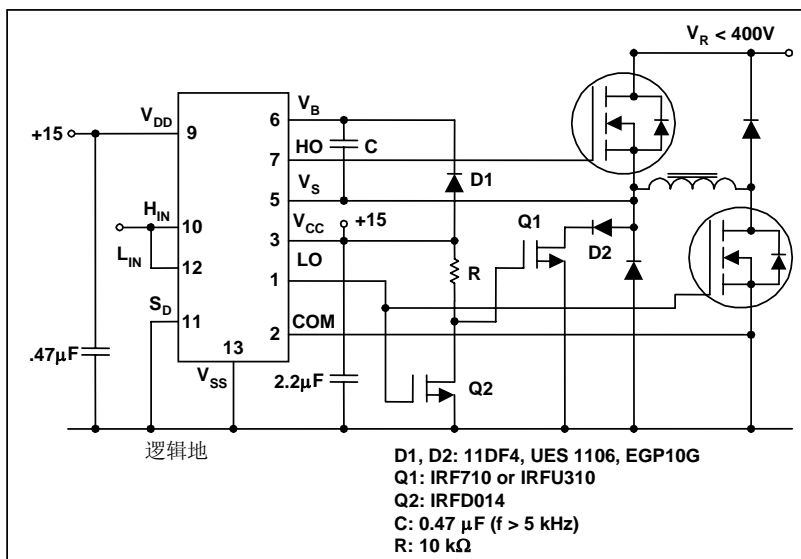 V_R < 400V
V_B
6
V_DD
+15
9
HO
C
7
D1
V_S
5
H_IN
10
V_CC
+15
Q1
3
D2
L_IN
12
LO
R
1
S_D
11
COM
2
.47μF
13
V_SS
2.2μF
Q2
逻辑地
D1, D2: 11DF4, UES 1106, EGP10G
Q1: IRF710 or IRFU310
Q2: IRFD014
C: 0.47 μF (f > 5 kHz)
R: 10 kΩ